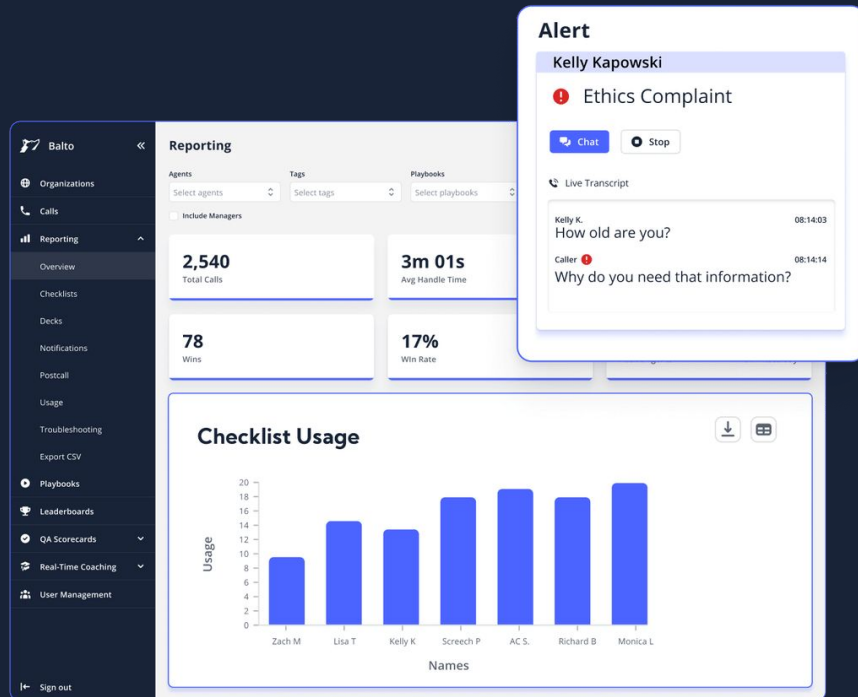 Alert
Kelly Kapowski
Ethics Complaint
Chat Stop
Live Transcript
Kelly K. 08:14:03
How old are you?
Caller 08:14:14
Why do you need that information?
Balto
Organizations
Calls
Reporting
Overview
Checklists
Decks
Notifications
Postcall
Usage
Troubleshooting
Export CSV
Playbooks
Leaderboards
QA Scorecards
Real-Time Coaching
User Management
Sign out
Reporting
Agents Tags Playbooks
Select agents Select tags Select playbooks
Include Managers
2,540
Total Calls
3m 01s
Avg Handle Time
78
Wins
17%
Win Rate
Checklist Usage
Usage
20
18
16
14
12
10
8
6
4
2
0
Zach M Lisa T Kelly K Screech P AC S. Richard B Monica L
Names